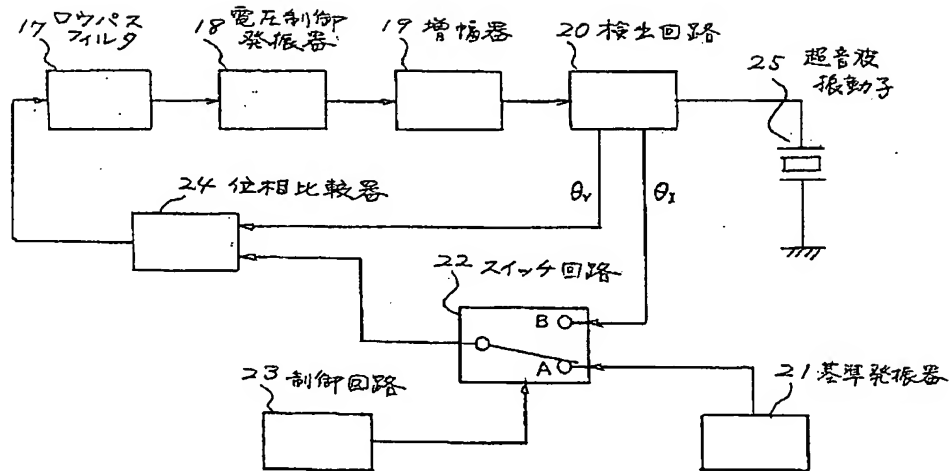 17 ロウパス
フィルタ
18 電圧制御
発振器
19 増幅器
20 検出回路
25 超音波
振動子
24 位相比較器
θV
θI
22 スイッチ回路
B
A
23 制御回路
21 基準発振器